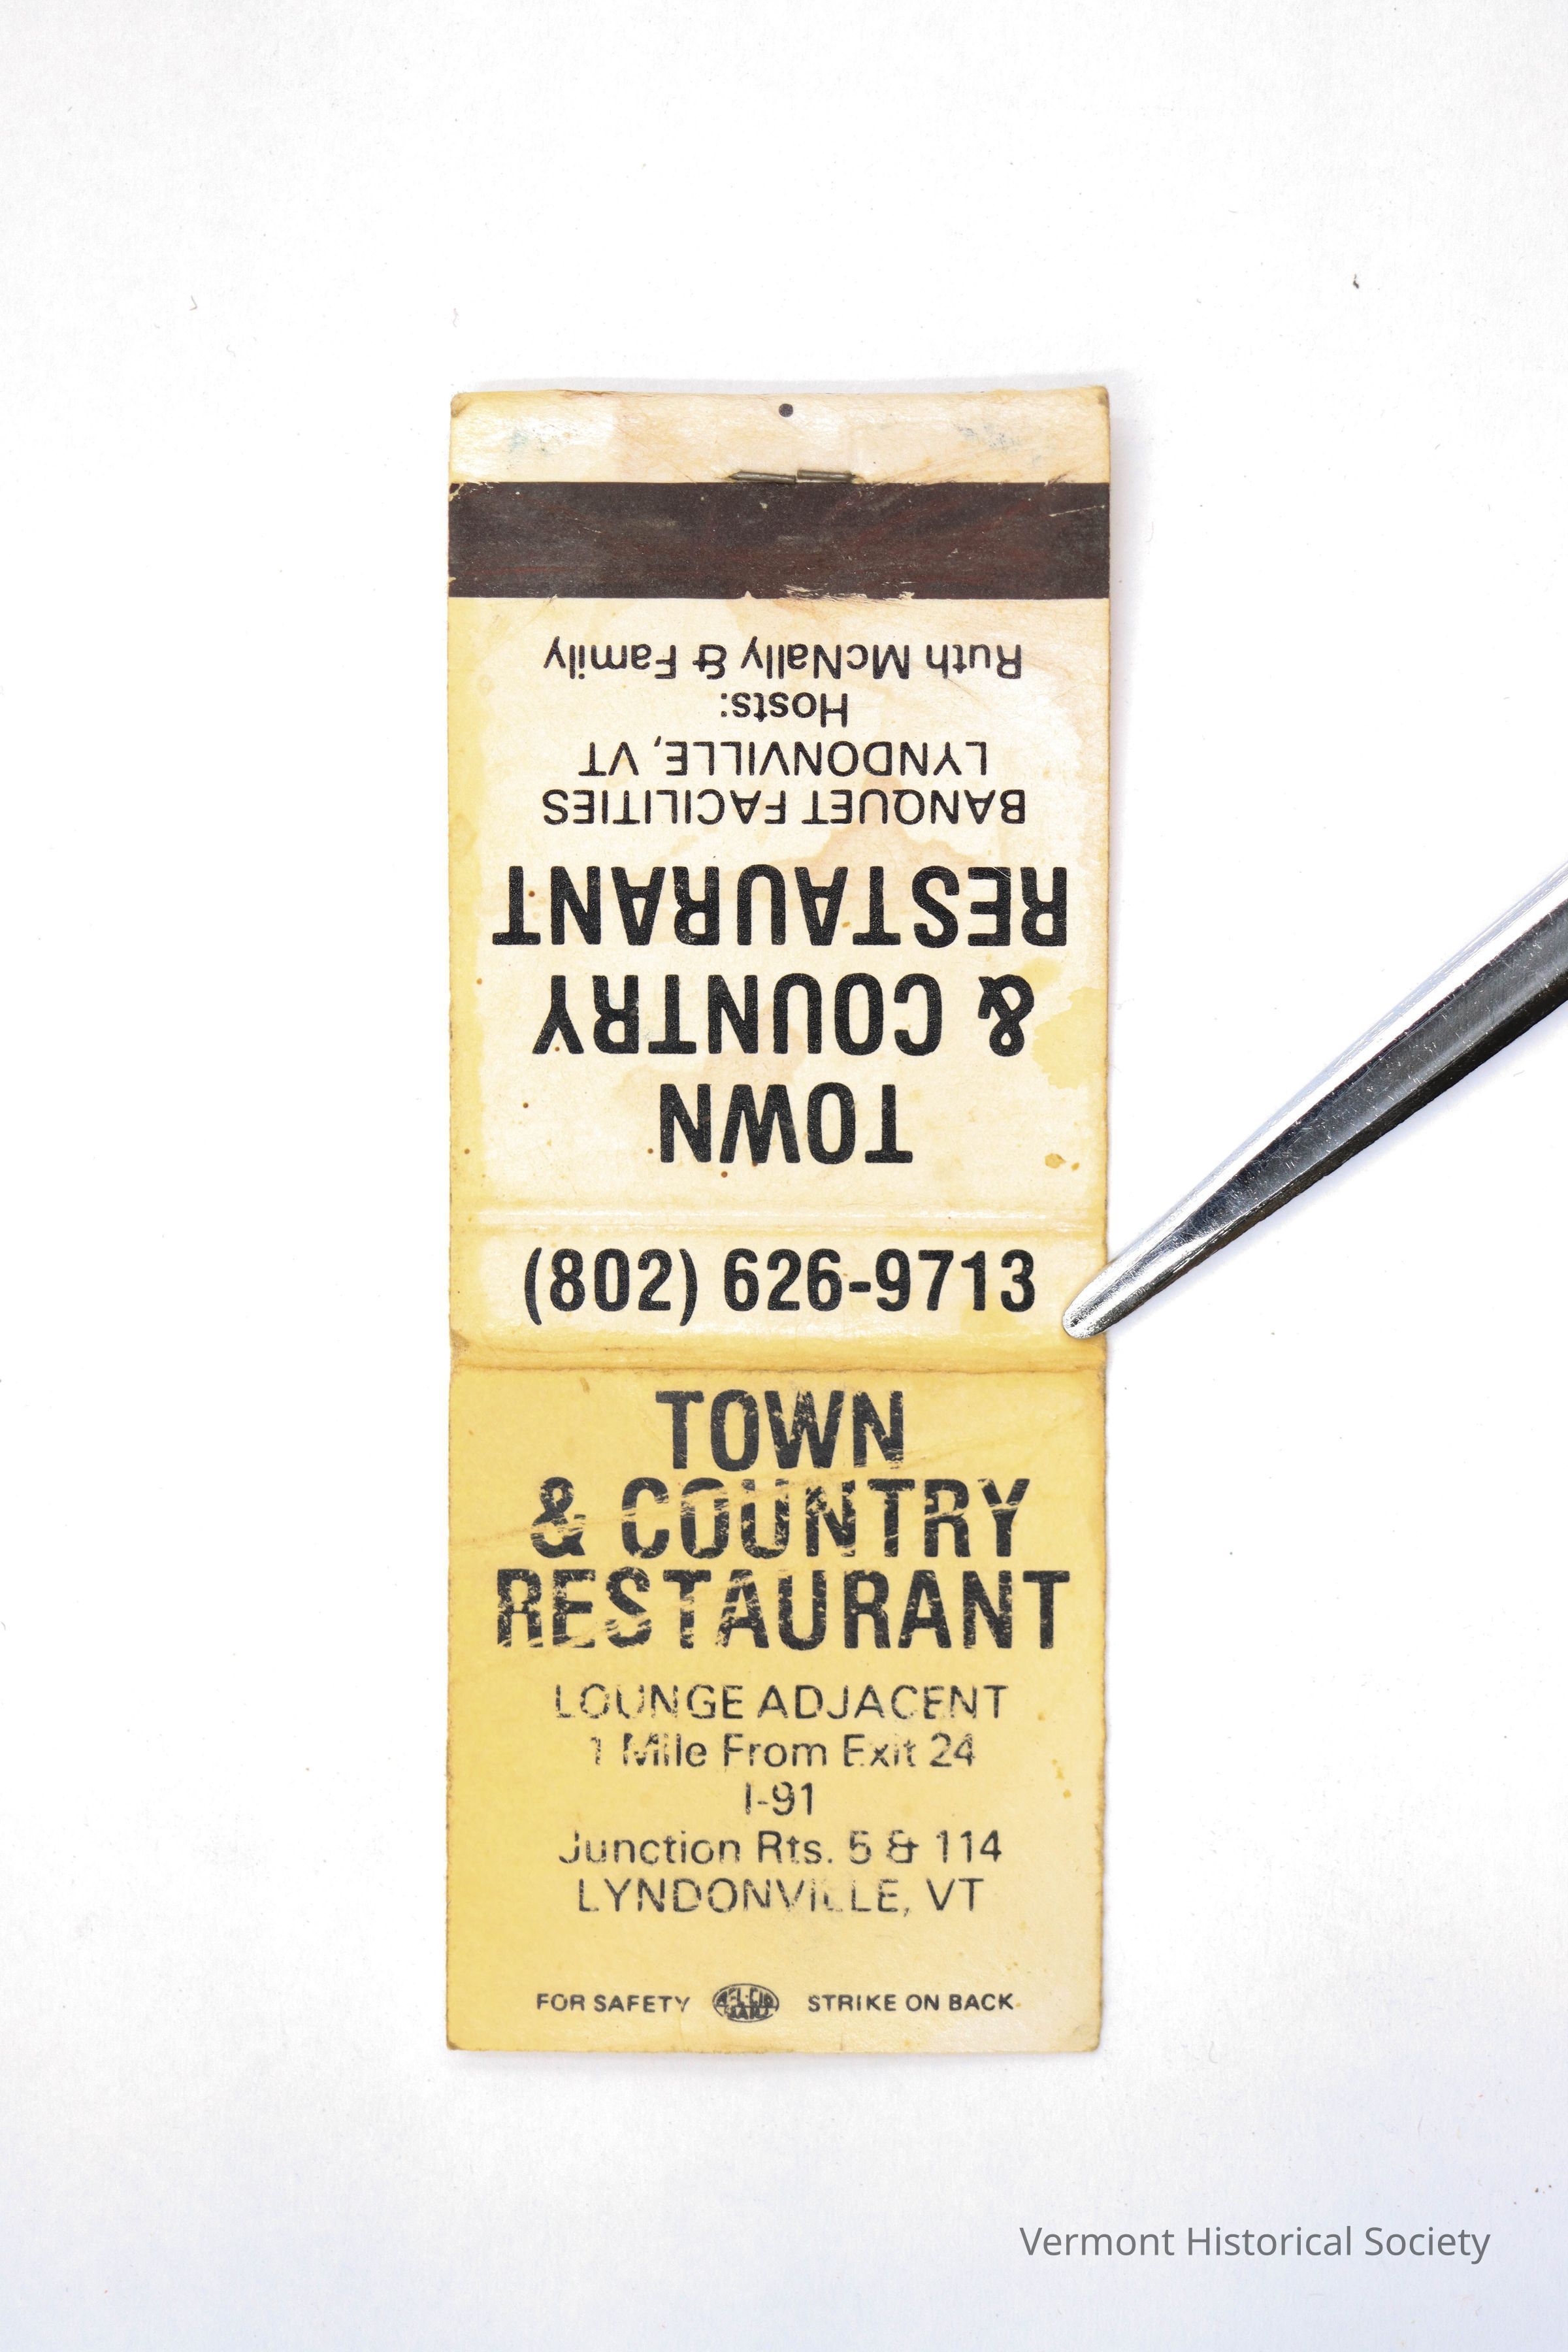 Ruth McNally & Family
Hosts:
LYNDONVILLE, VT
BANQUET FACILITIES
RESTAURANT
& COUNTRY
TOWN
(802) 626-9713
TOWN
& COUNTRY
RESTAURANT
LOUNGE ADJACENT
1 Mile From Exit 24
I-91
Junction Rts. 5 & 114
LYNDONVILLE, VT
FOR SAFETY STRIKE ON BACK
Vermont Historical Society